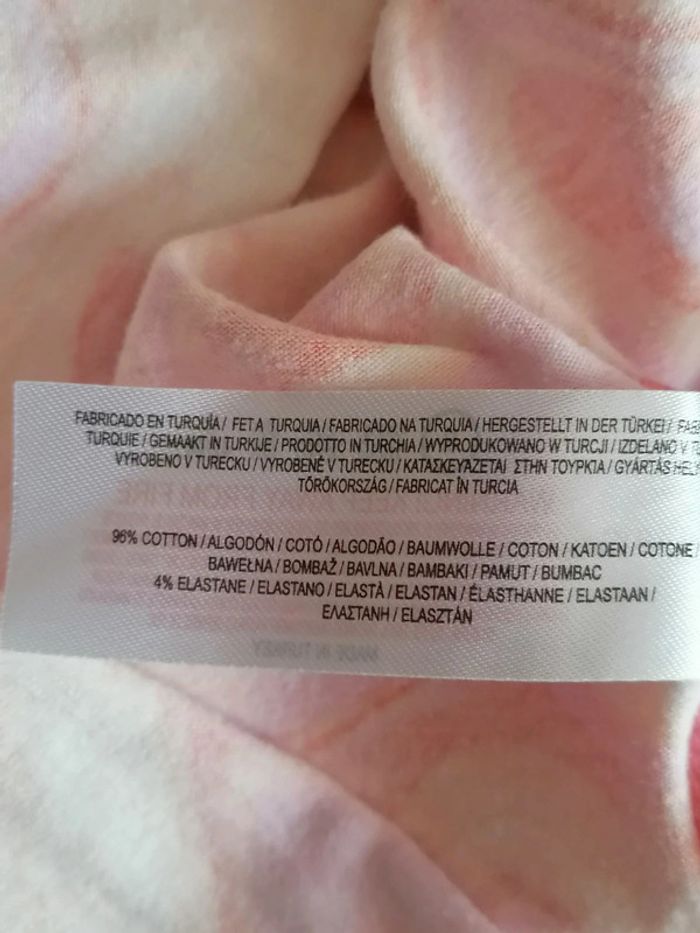 FABRICADO EN TURQUÍA / FET A TURQUIA / FABRICADO NA TURQUIA / HERGESTELLT IN DER TÜRKEI /
TURQUIE / GEMAAKT IN TURKIJE / PRODOTTO IN TURCHIA / WYPRODUKOWANO W TURCJI / IZDELANO V
VYROBENO V TURECKU / VYROBENÉ V TURECKU / ΚΑΤΑΣΚΕΥΑΖΕΤΑΙ ΣΤΗΝ ΤΟΥΡΚΙΑ / GYÁRTÁS
TÖRÖKORSZÁG / FABRICAT ÎN TURCIA
96% COTTON / ALGODÓN / COTÓ / ALGODÃO / BAUMWOLLE / COTON / KATOEN / COTONE /
BAWEŁNA / BOMBAŽ / BAVLNA / BAMBAKI / PAMUT / BUMBAC
4% ELASTANE / ELASTANO / ELASTÀ / ELASTAN / ÉLASTHANNE / ELASTAAN /
ΕΛΑΣΤΑΝΗ / ELASZTÁN
MADE IN TURKEY